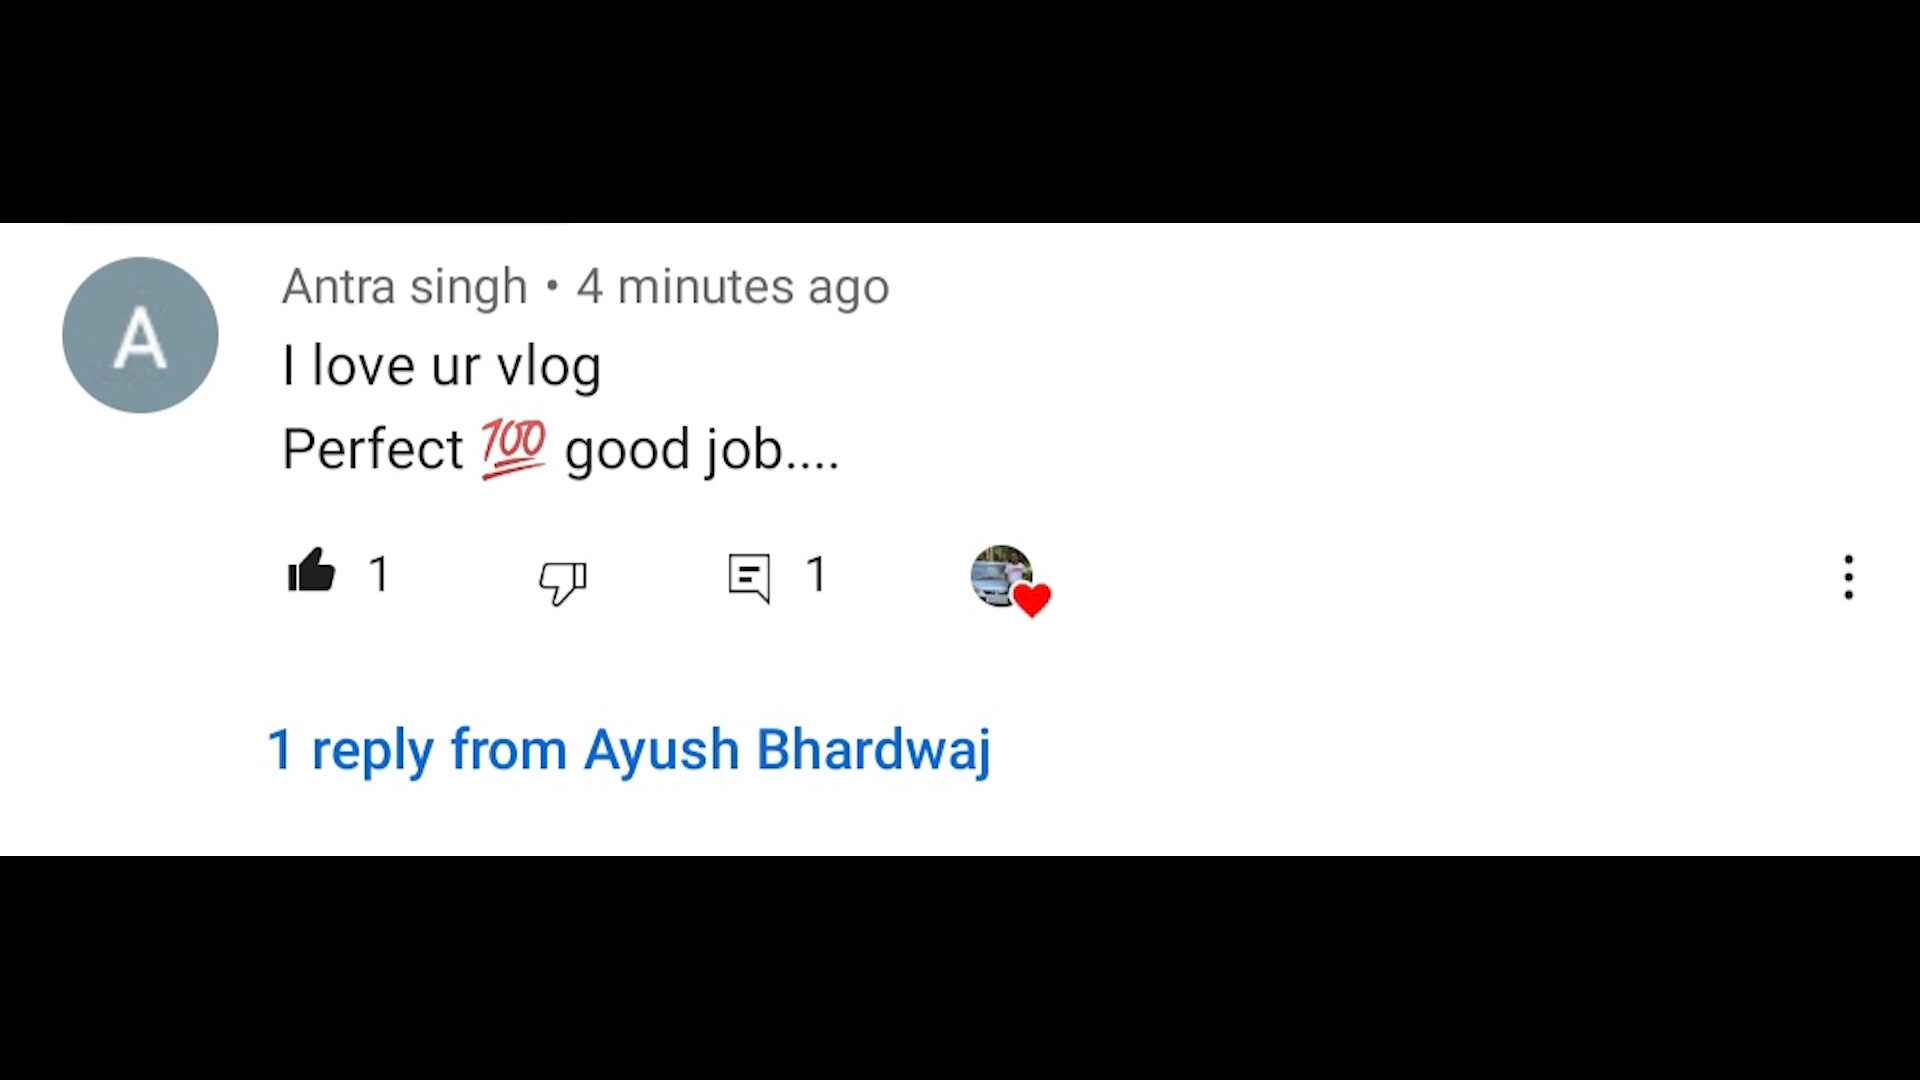 A
Antra singh • 4 minutes ago
I love ur vlog
Perfect 💯 good job....
1 1
1 reply from Ayush Bhardwaj